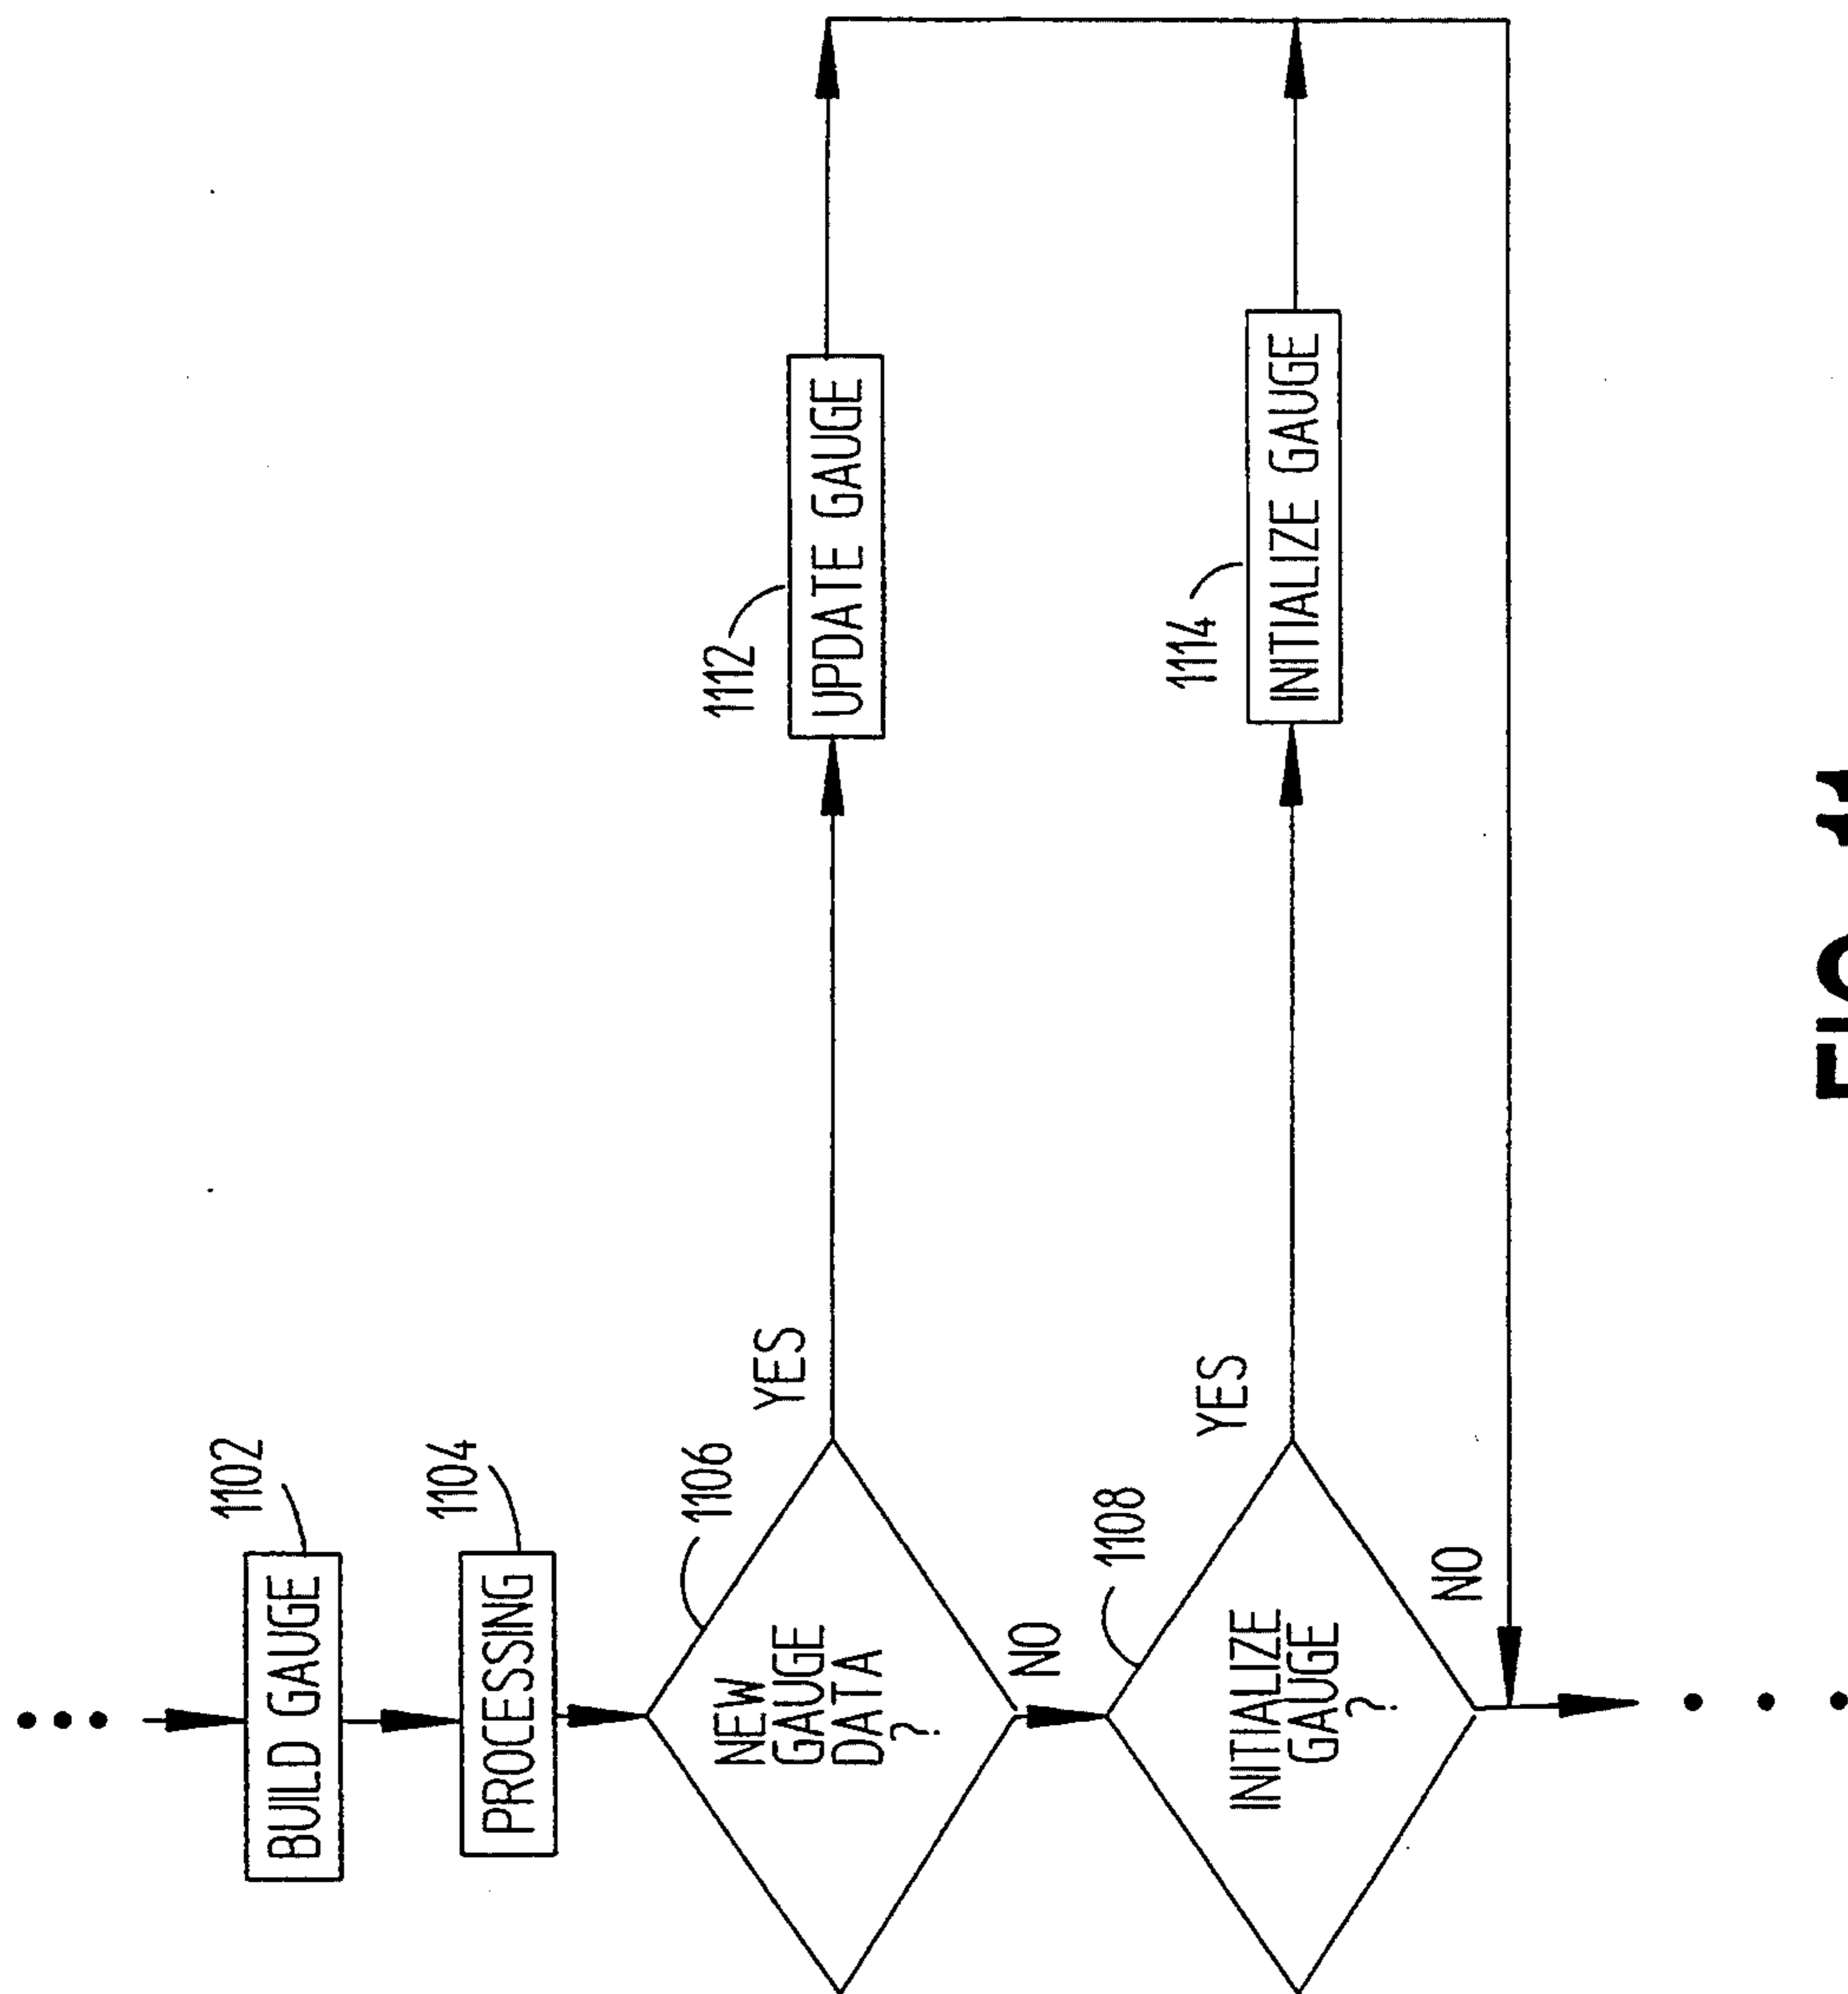 1102
BUILD GAUGE
1104
PROCESSING
1106
NEW
GAUGE
DATA
?
YES
1112
UPDATE GAUGE
NO
1108
INITIALIZE
GAUGE
?
YES
1114
INITIALIZE GAUGE
NO